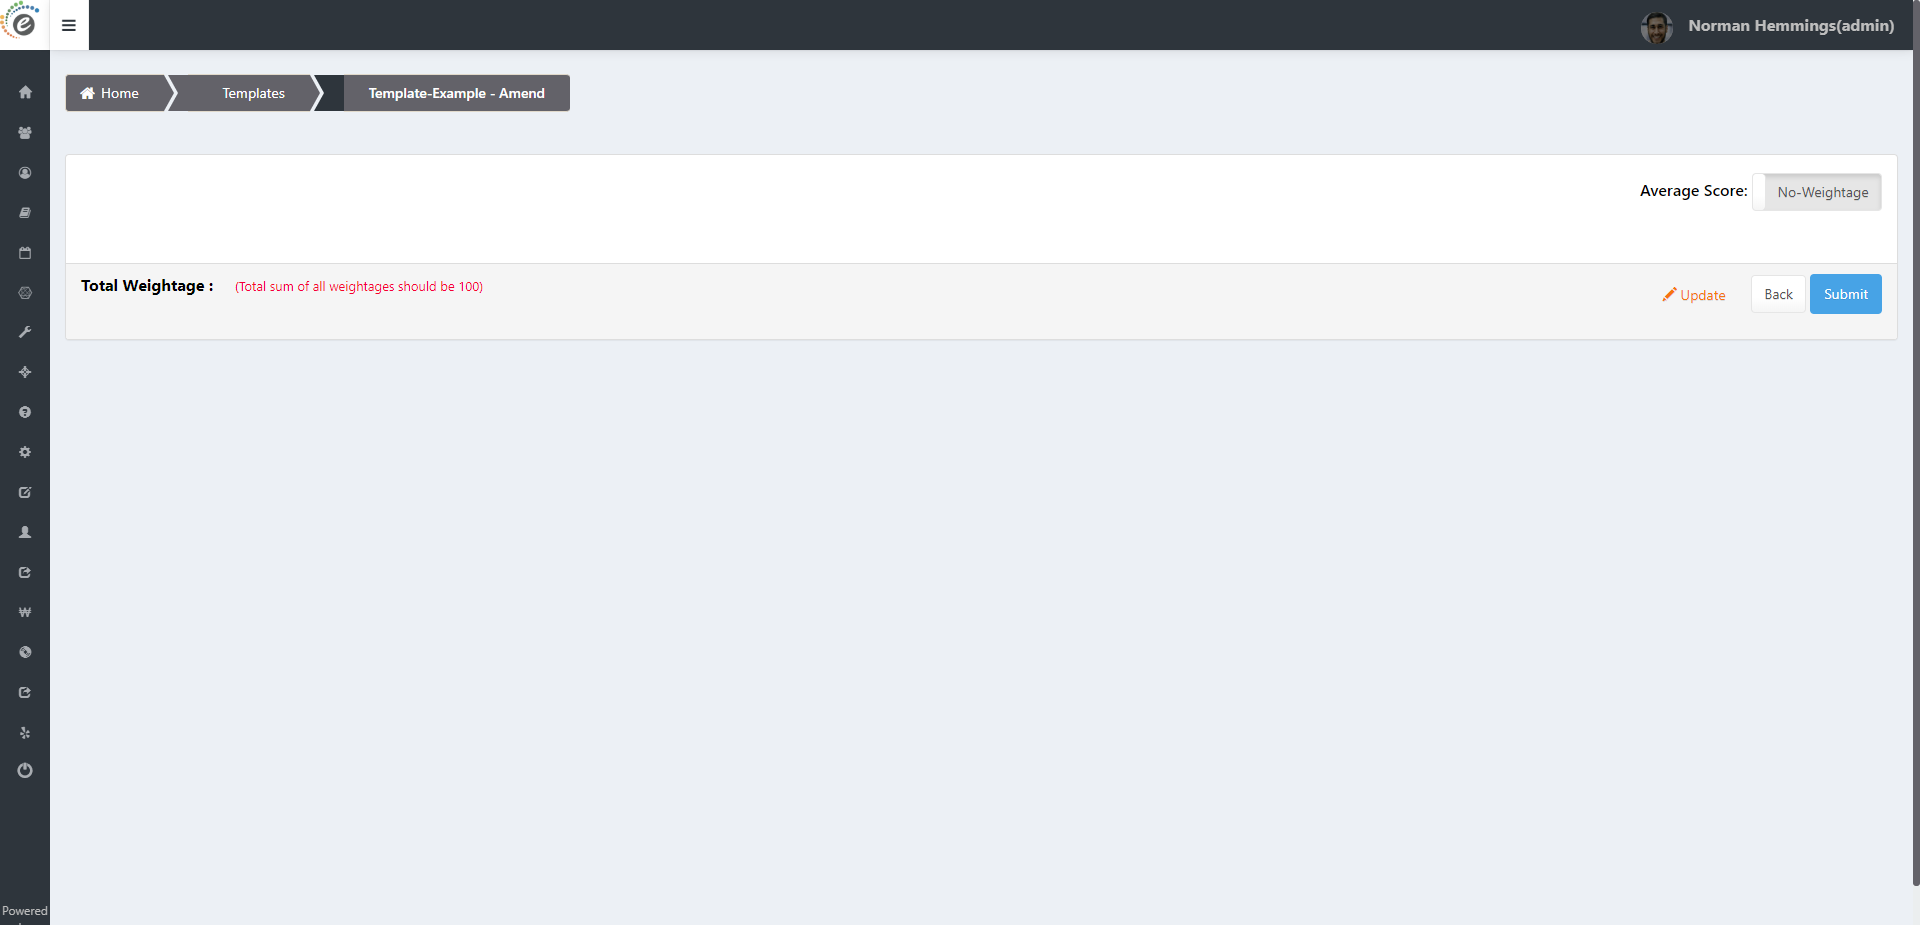 Norman Hemmings(admin)
Home
Templates
Template-Example - Amend
Average Score:
No-Weightage
Total Weightage :
(Total sum of all weightages should be 100)
Update
Back
Submit
Powered